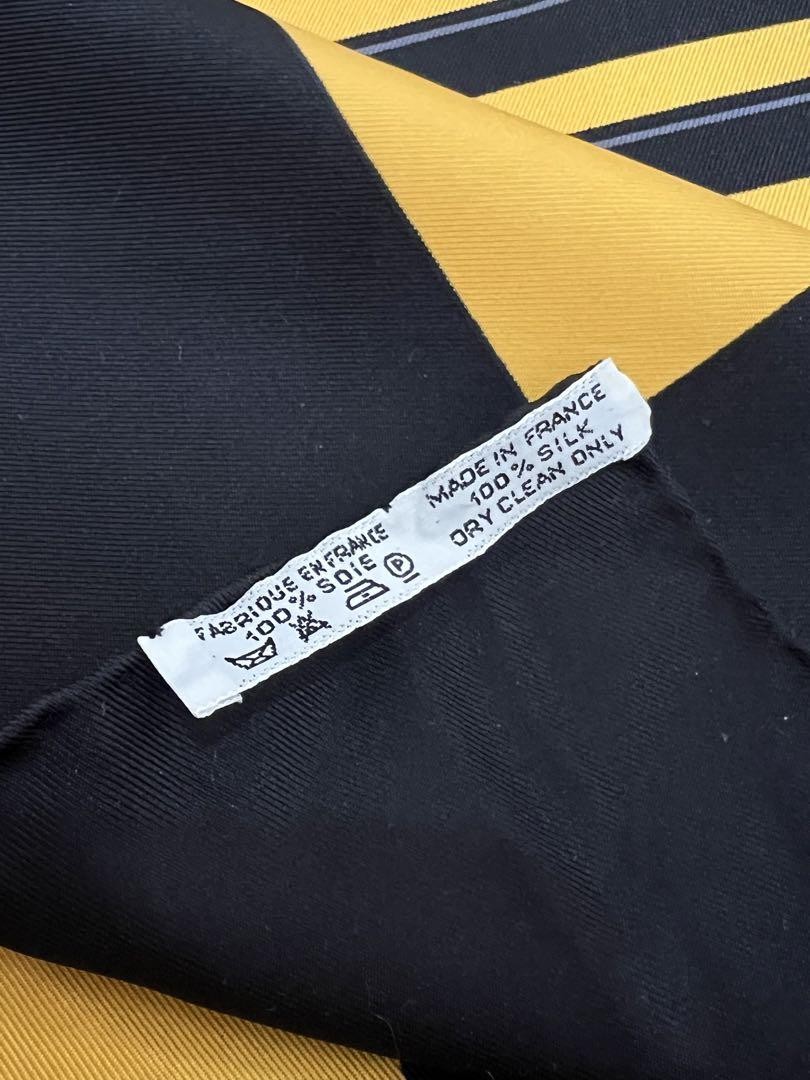 FABRIQUE EN FRANCE
100% SOIE
P
MADE IN FRANCE
100% SILK
DRY CLEAN ONLY